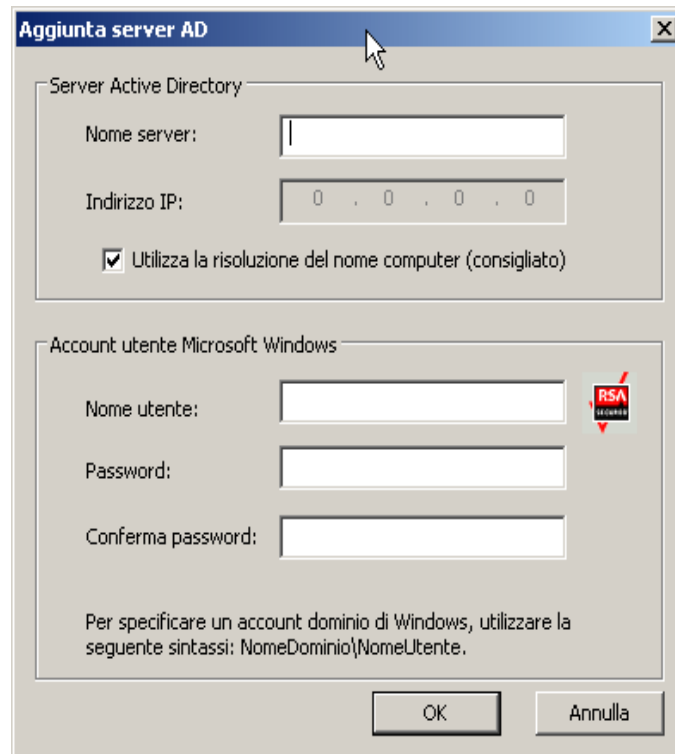 Aggiunta server AD
Server Active Directory
Nome server:
Indirizzo IP: 0 . 0 . 0 . 0
Utilizza la risoluzione del nome computer (consigliato)
Account utente Microsoft Windows
Nome utente:
RSA
Password:
Conferma password:
Per specificare un account dominio di Windows, utilizzare la
seguente sintassi: NomeDominio\NomeUtente.
OK Annulla